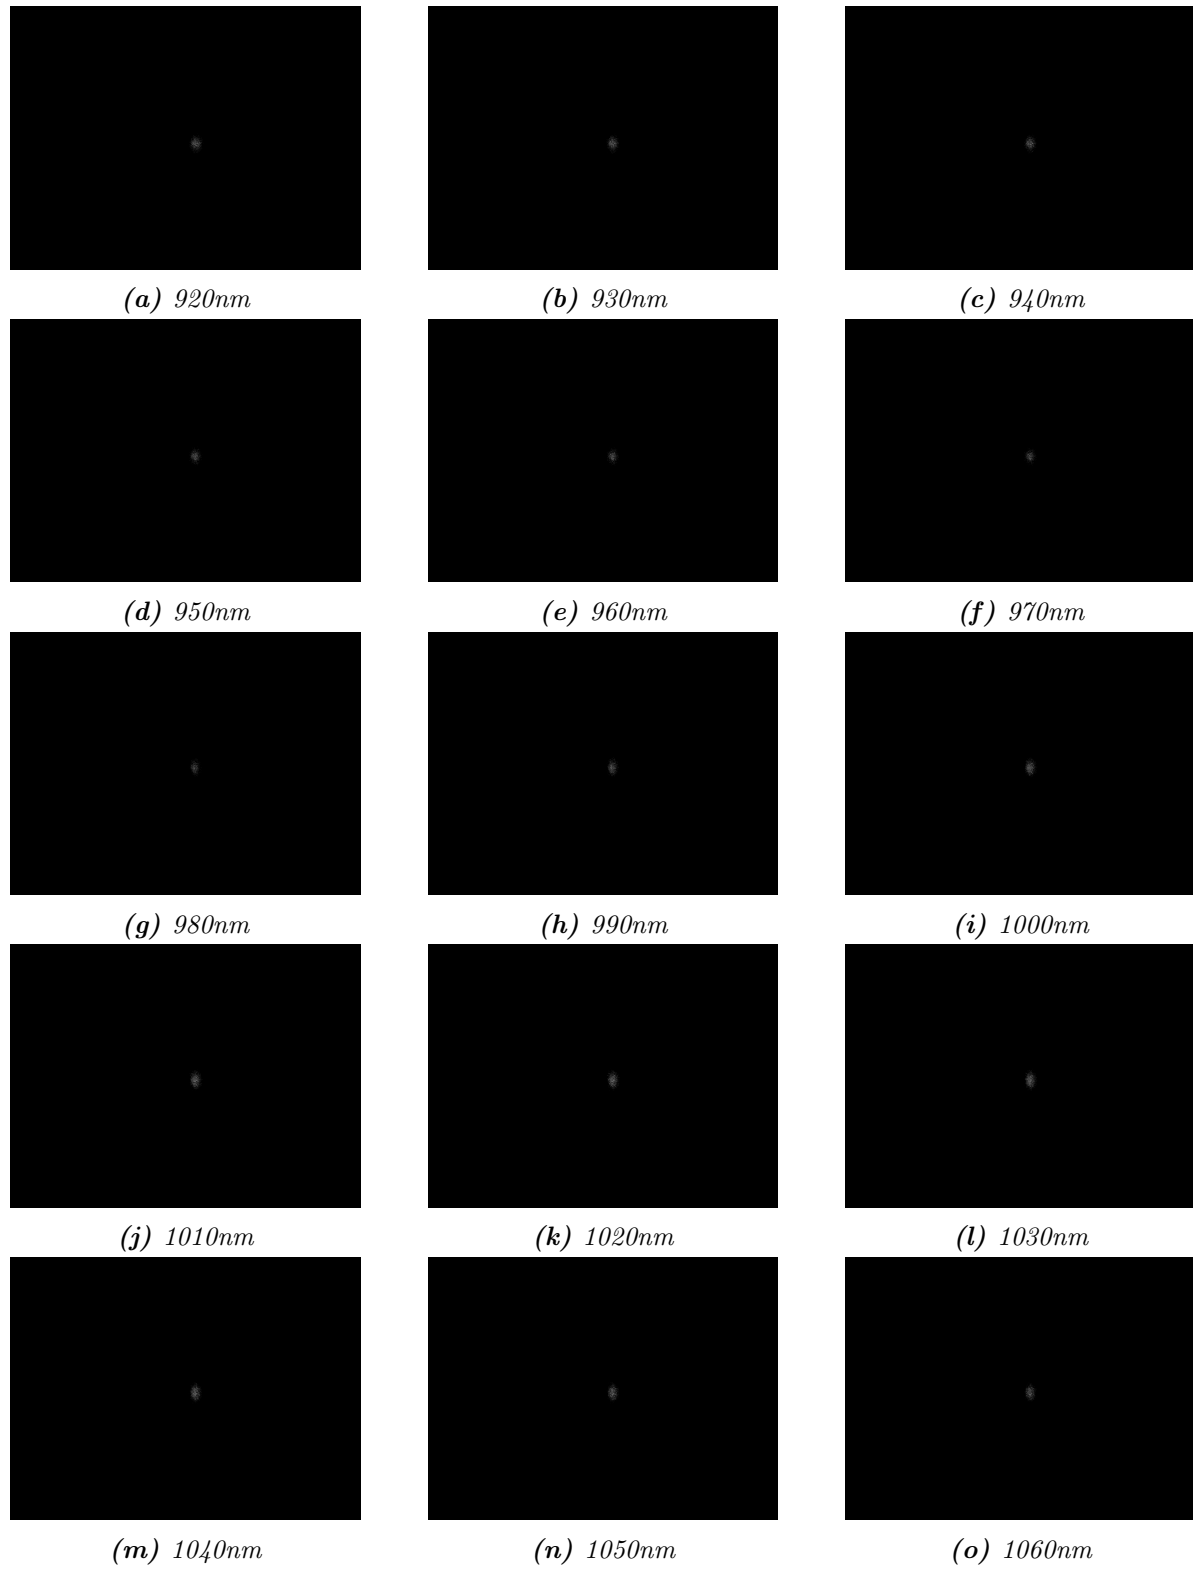 (a) 920nm (b) 930nm (c) 940nm
(d) 950nm (e) 960nm (f) 970nm
(g) 980nm (h) 990nm (i) 1000nm
(j) 1010nm (k) 1020nm (l) 1030nm
(m) 1040nm (n) 1050nm (o) 1060nm